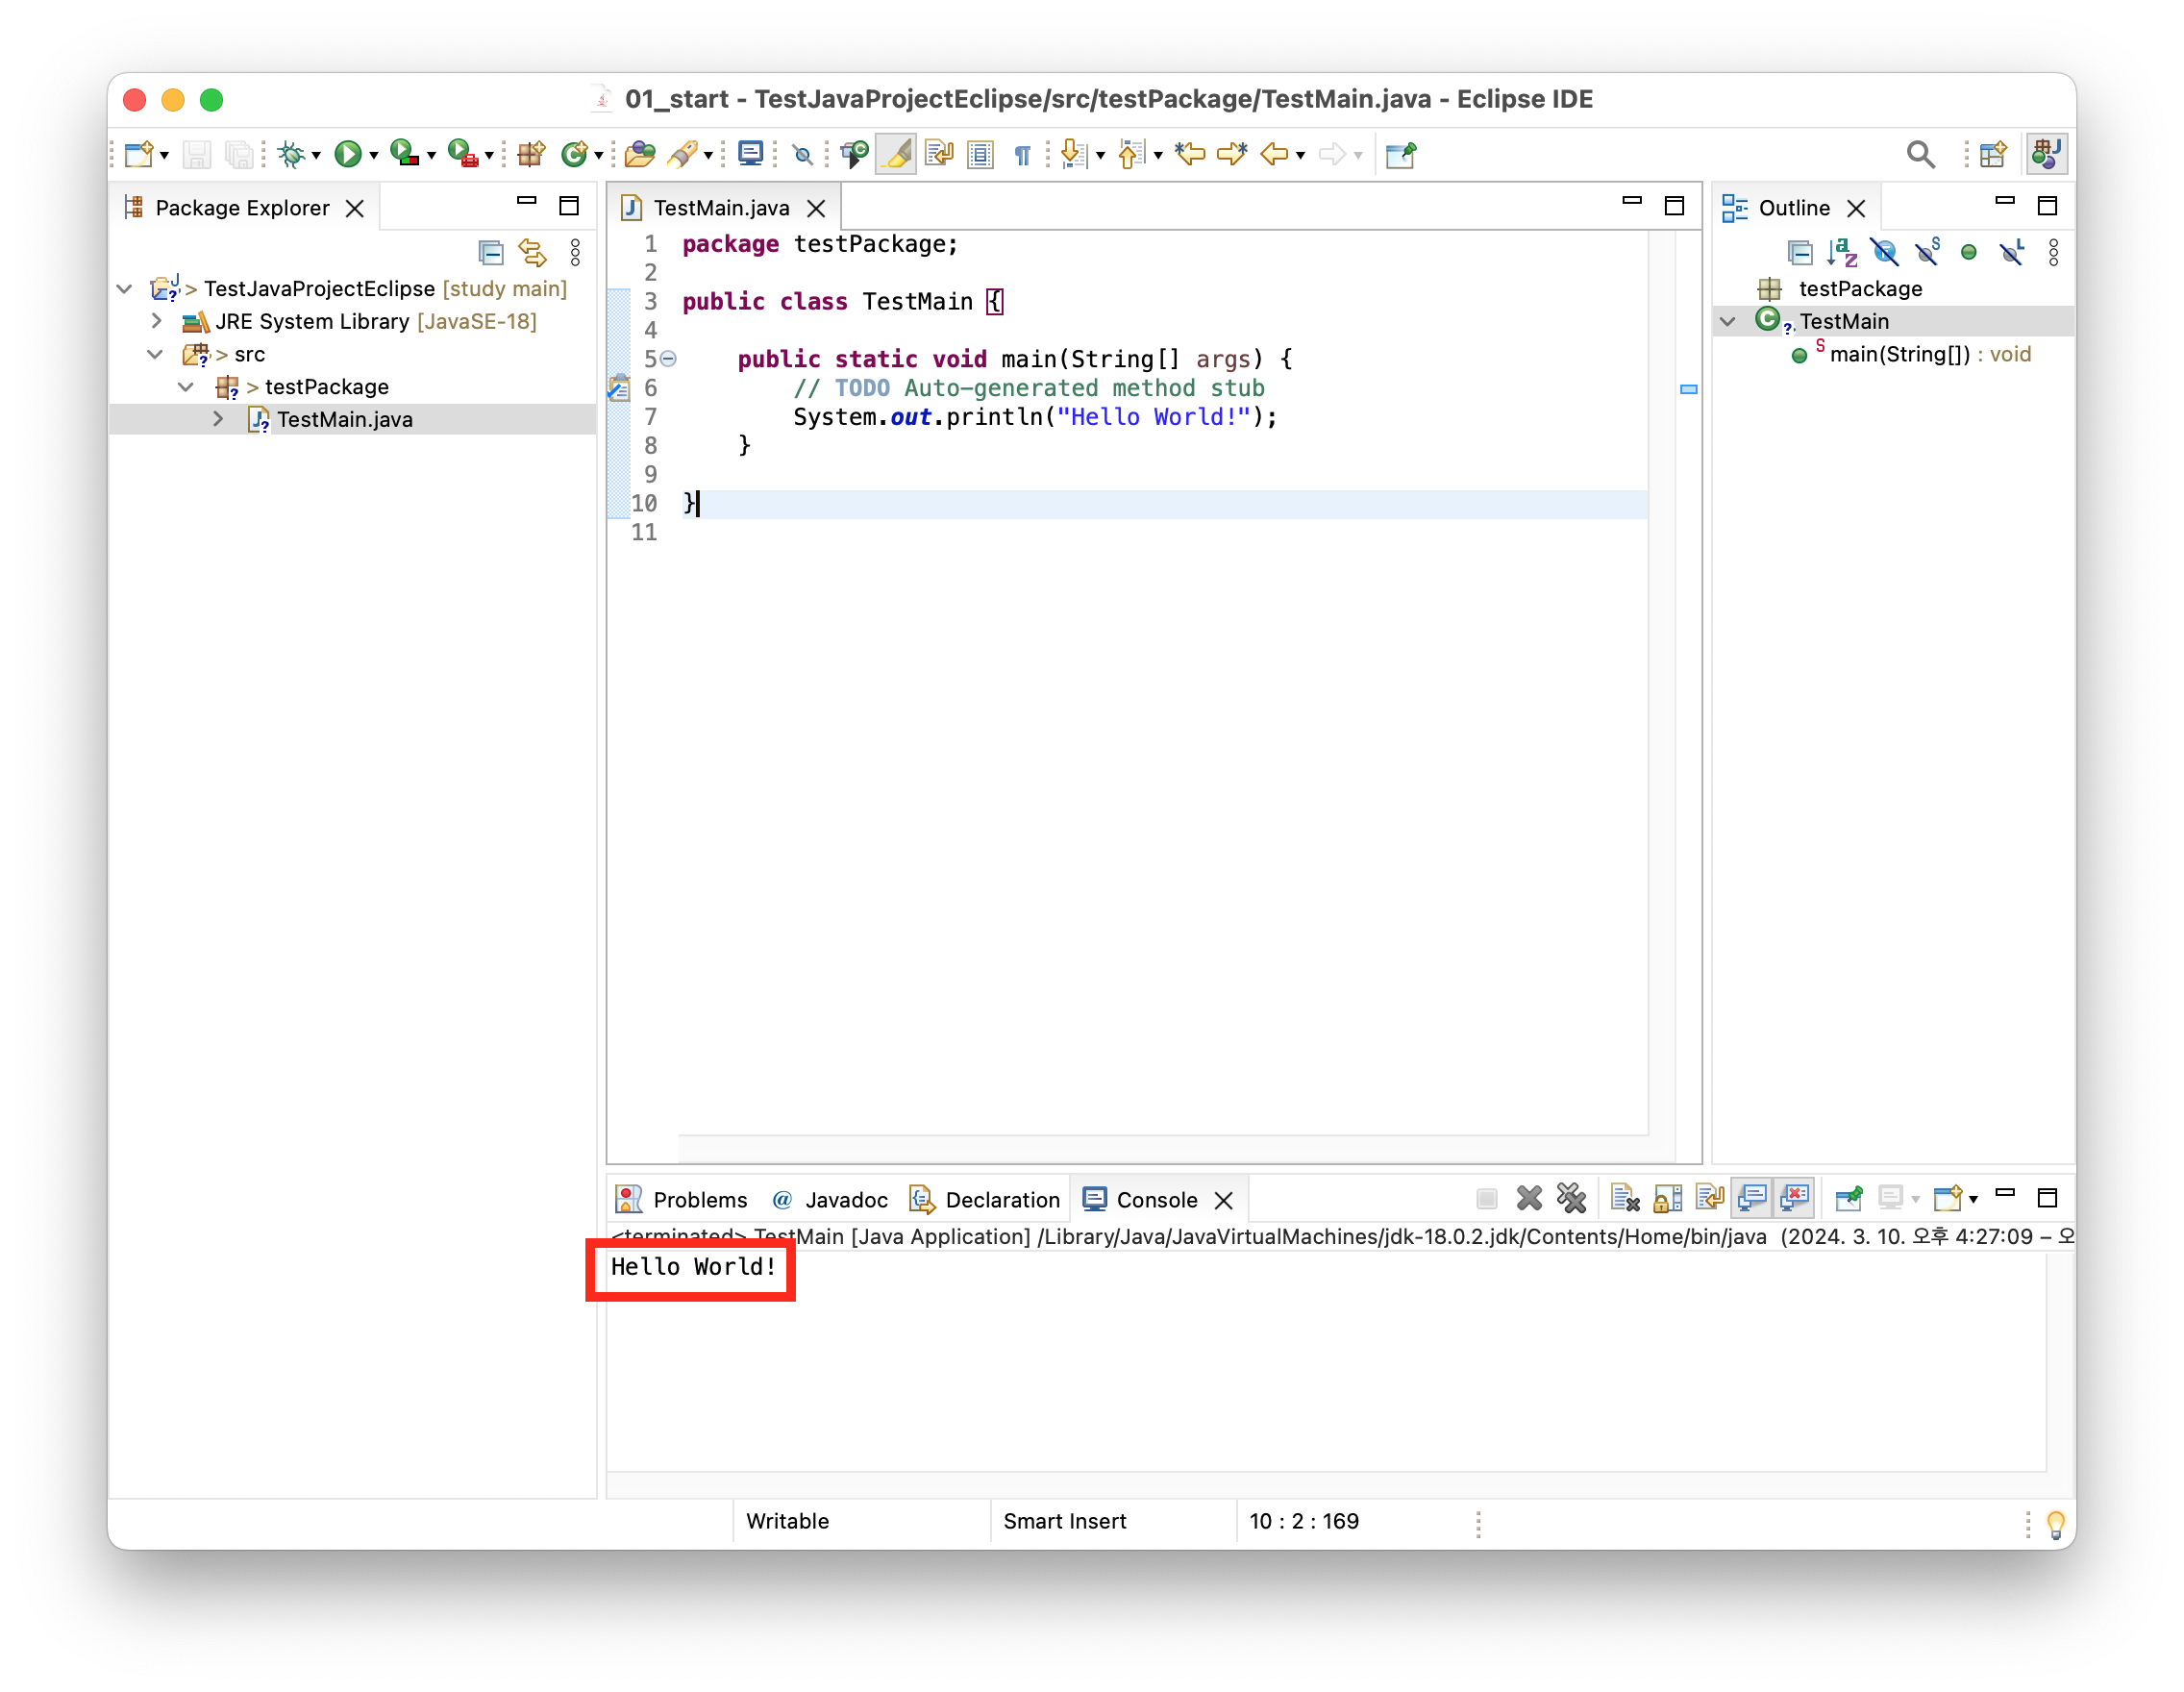 01_start - TestJavaProjectEclipse/src/testPackage/TestMain.java - Eclipse IDE
Package Explorer
> TestJavaProjectEclipse [study main]
JRE System Library [JavaSE-18]
> src
> testPackage
TestMain.java
TestMain.java
1 package testPackage;
2
3 public class TestMain {
4
5 public static void main(String[] args) {
6 // TODO Auto-generated method stub
7 System.out.println("Hello World!");
8 }
9
10 }
11
Outline
testPackage
TestMain
main(String[]) : void
Problems @ Javadoc Declaration Console
<terminated> TestMain [Java Application] /Library/Java/JavaVirtualMachines/jdk-18.0.2.jdk/Contents/Home/bin/java (2024. 3. 10. 오후 4:27:09 – 오
Hello World!
Writable Smart Insert 10 : 2 : 169